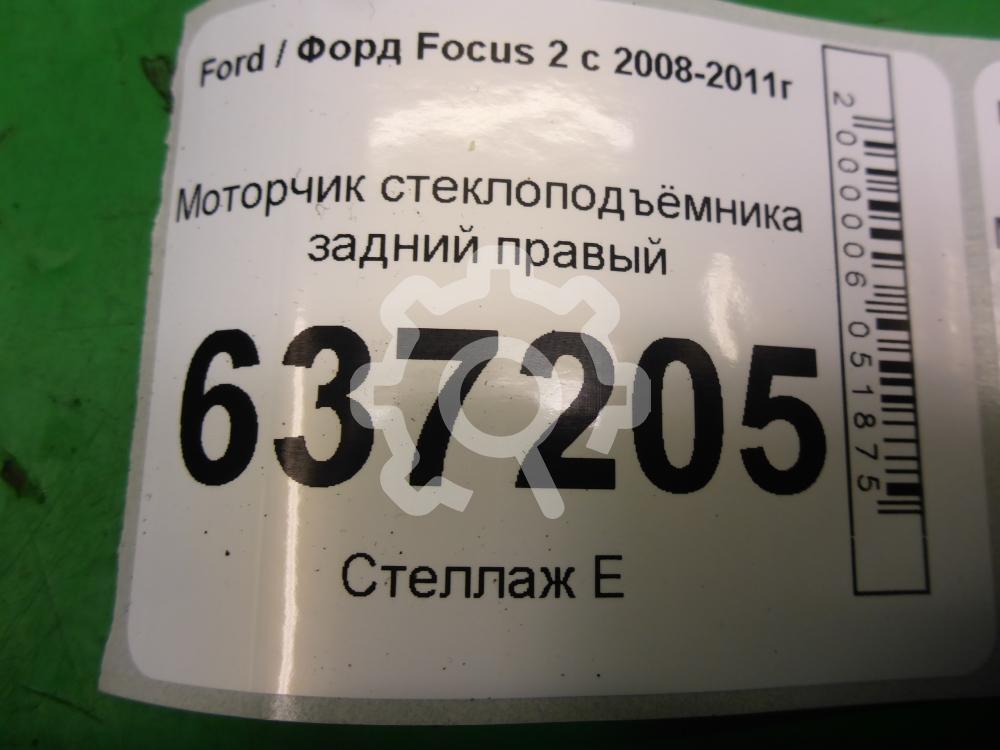 Ford / Форд Focus 2 с 2008-2011г
Моторчик стеклоподъёмника
задний правый
637205
Стеллаж Е
2000006051875